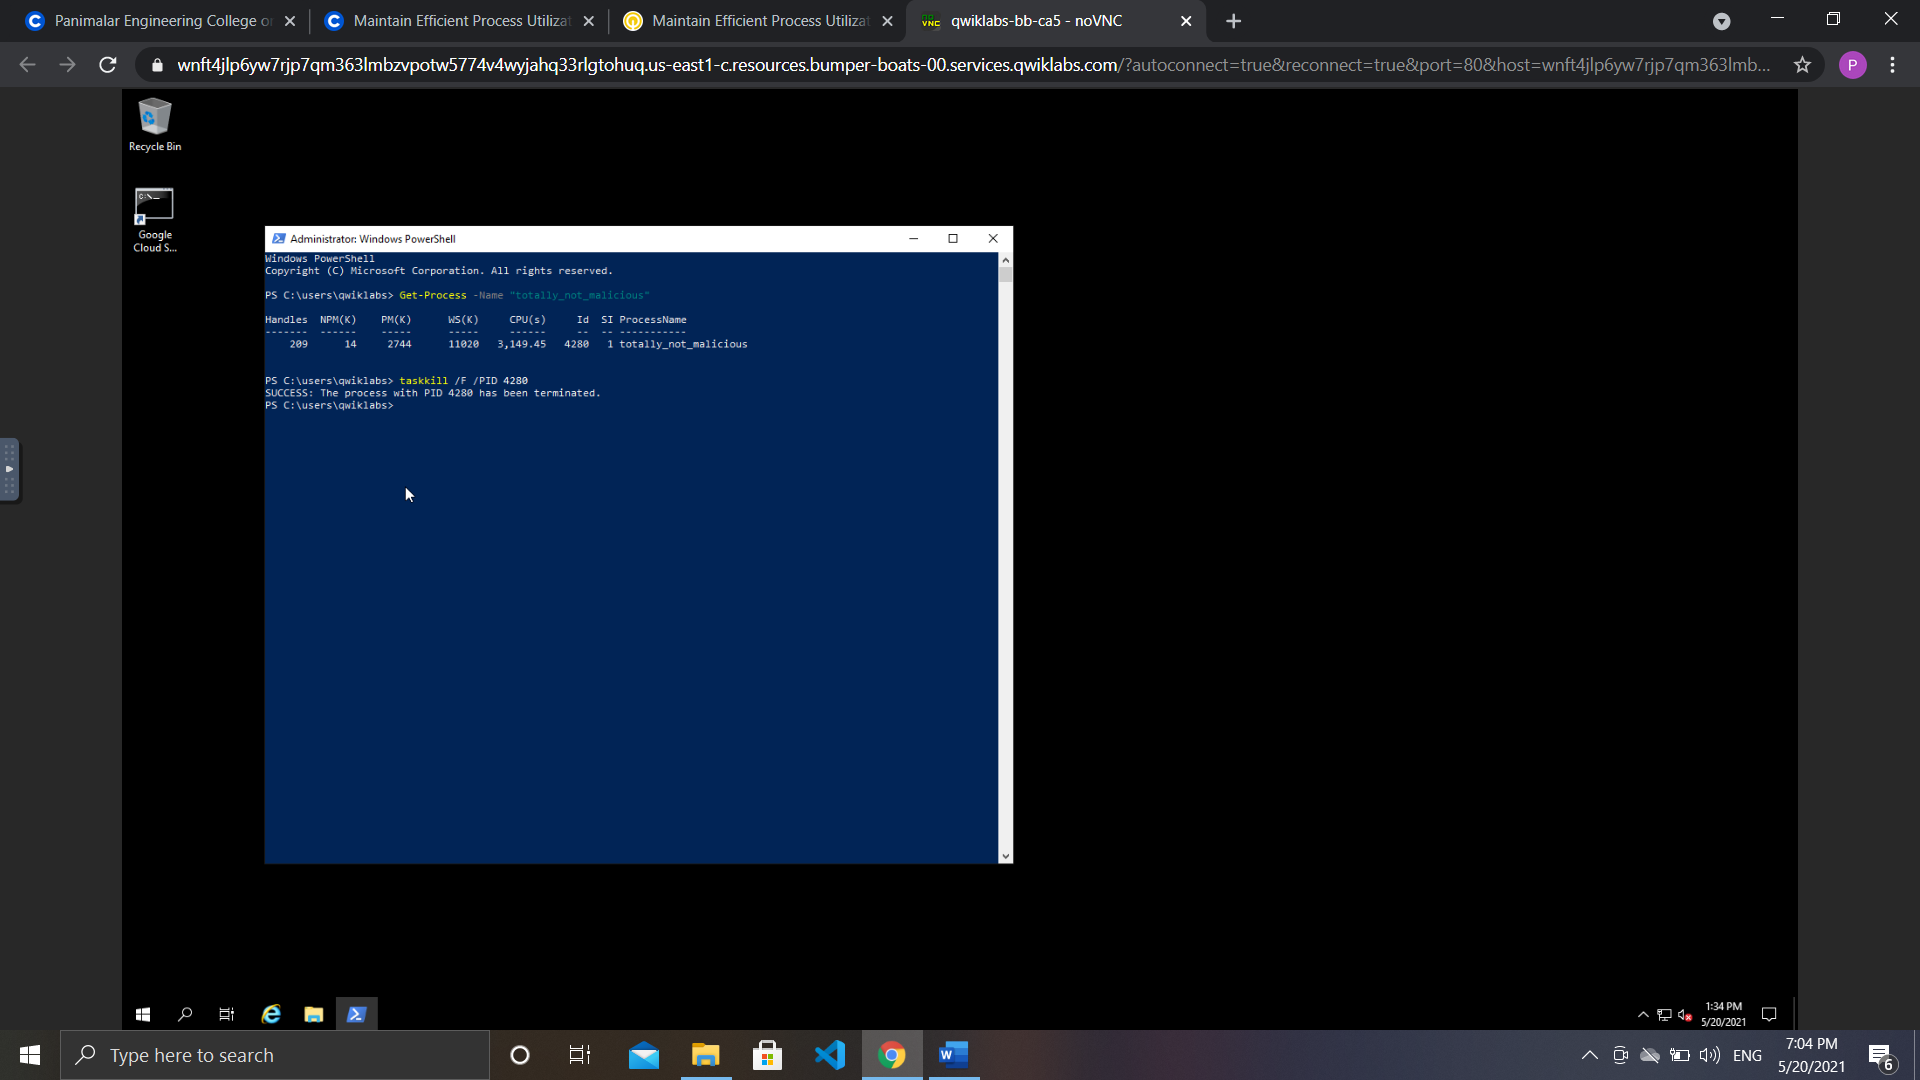 Panimalar Engineering College or
Maintain Efficient Process Utilizat
Maintain Efficient Process Utilizat
qwiklabs-bb-ca5 - noVNC
wnft4jlp6yw7rjp7qm363lmbzvpotw5774v4wyjahq33rlgtohuq.us-east1-c.resources.bumper-boats-00.services.qwiklabs.com/?autoconnect=true&reconnect=true&port=80&host=wnft4jlp6yw7rjp7qm363lmb...
P
Recycle Bin
Google
Cloud S...
Administrator: Windows PowerShell
Windows PowerShell
Copyright (C) Microsoft Corporation. All rights reserved.
PS C:\users\qwiklabs> Get-Process -Name "totally_not_malicious"
Handles NPM(K) PM(K) WS(K) CPU(s) Id SI ProcessName
------- ------ ----- ----- ------ -- -- -----------
209 14 2744 11020 3,149.45 4280 1 totally_not_malicious
PS C:\users\qwiklabs> taskkill /F /PID 4280
SUCCESS: The process with PID 4280 has been terminated.
PS C:\users\qwiklabs>
1:34 PM
5/20/2021
Type here to search
ENG
7:04 PM
5/20/2021
6